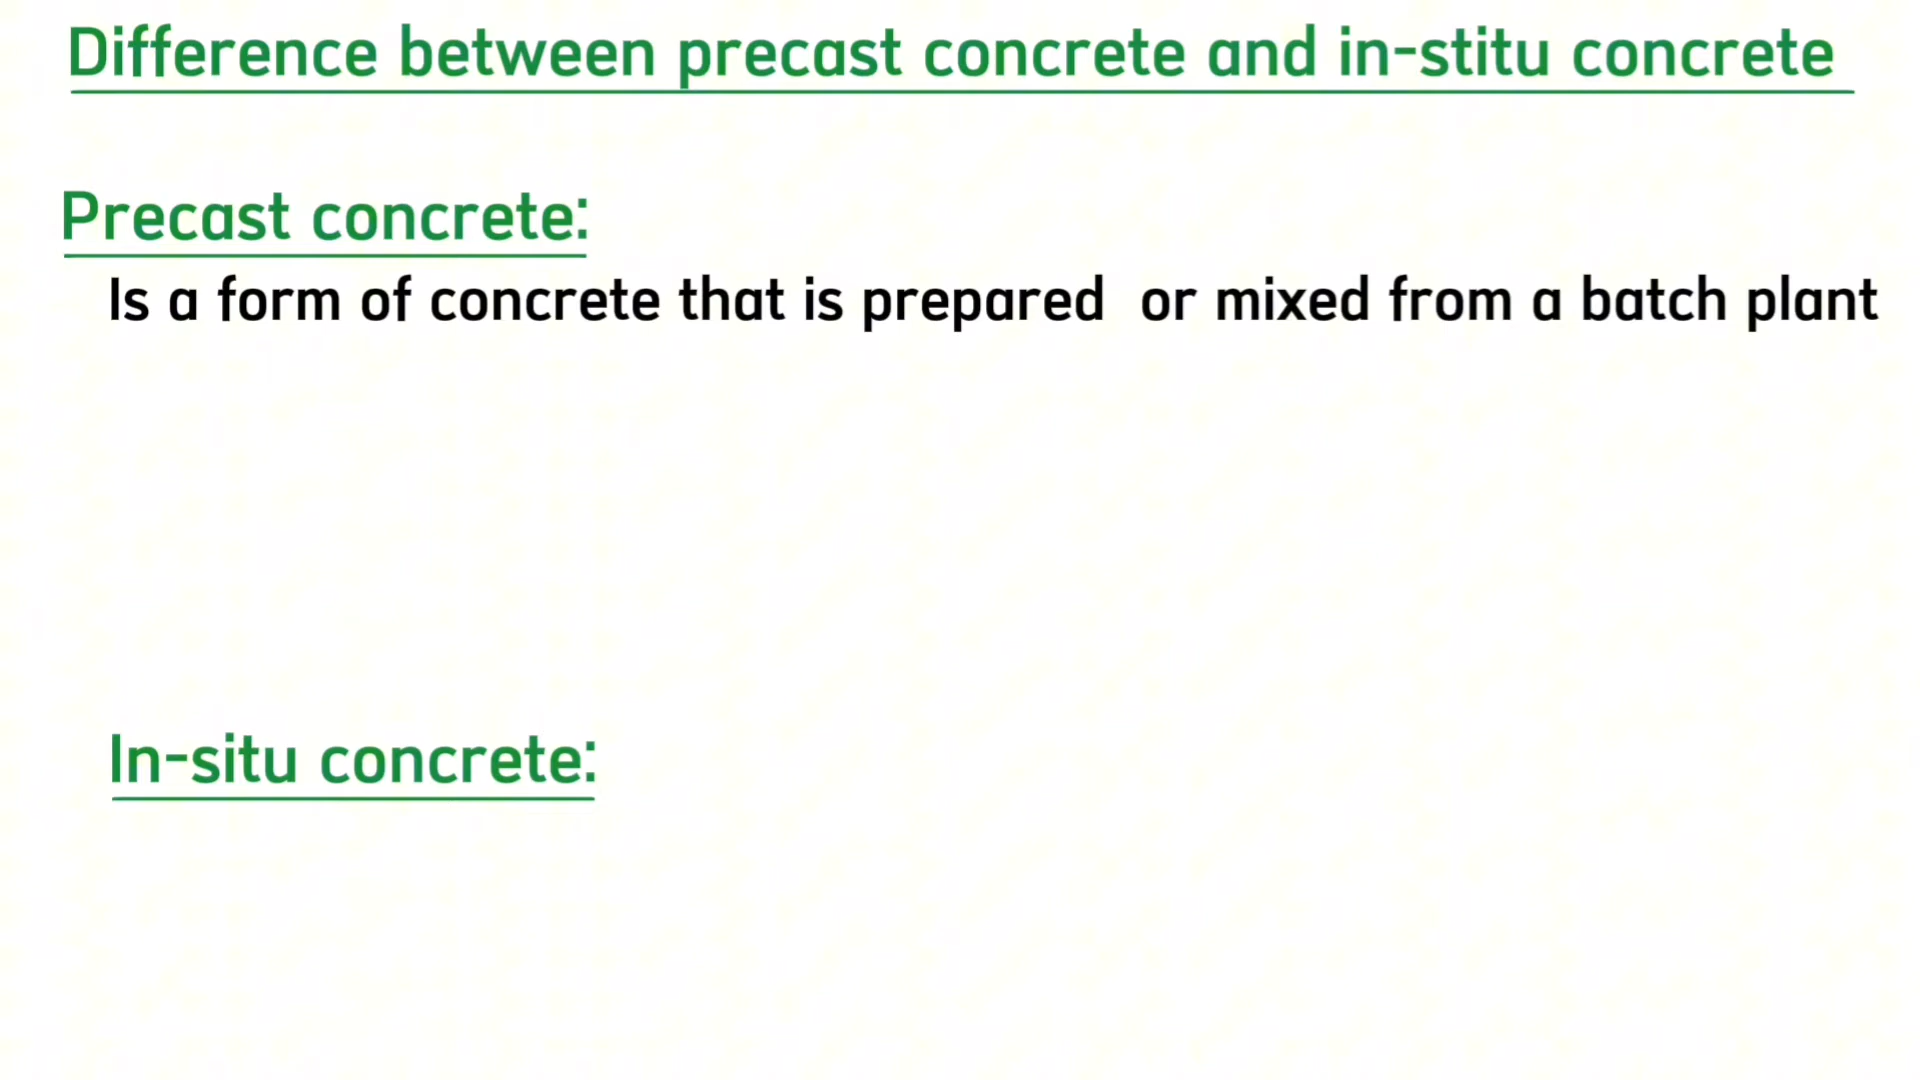 Difference between precast concrete and in-stitu concrete
Precast concrete:
Is a form of concrete that is prepared  or mixed from a batch plant
In-situ concrete: